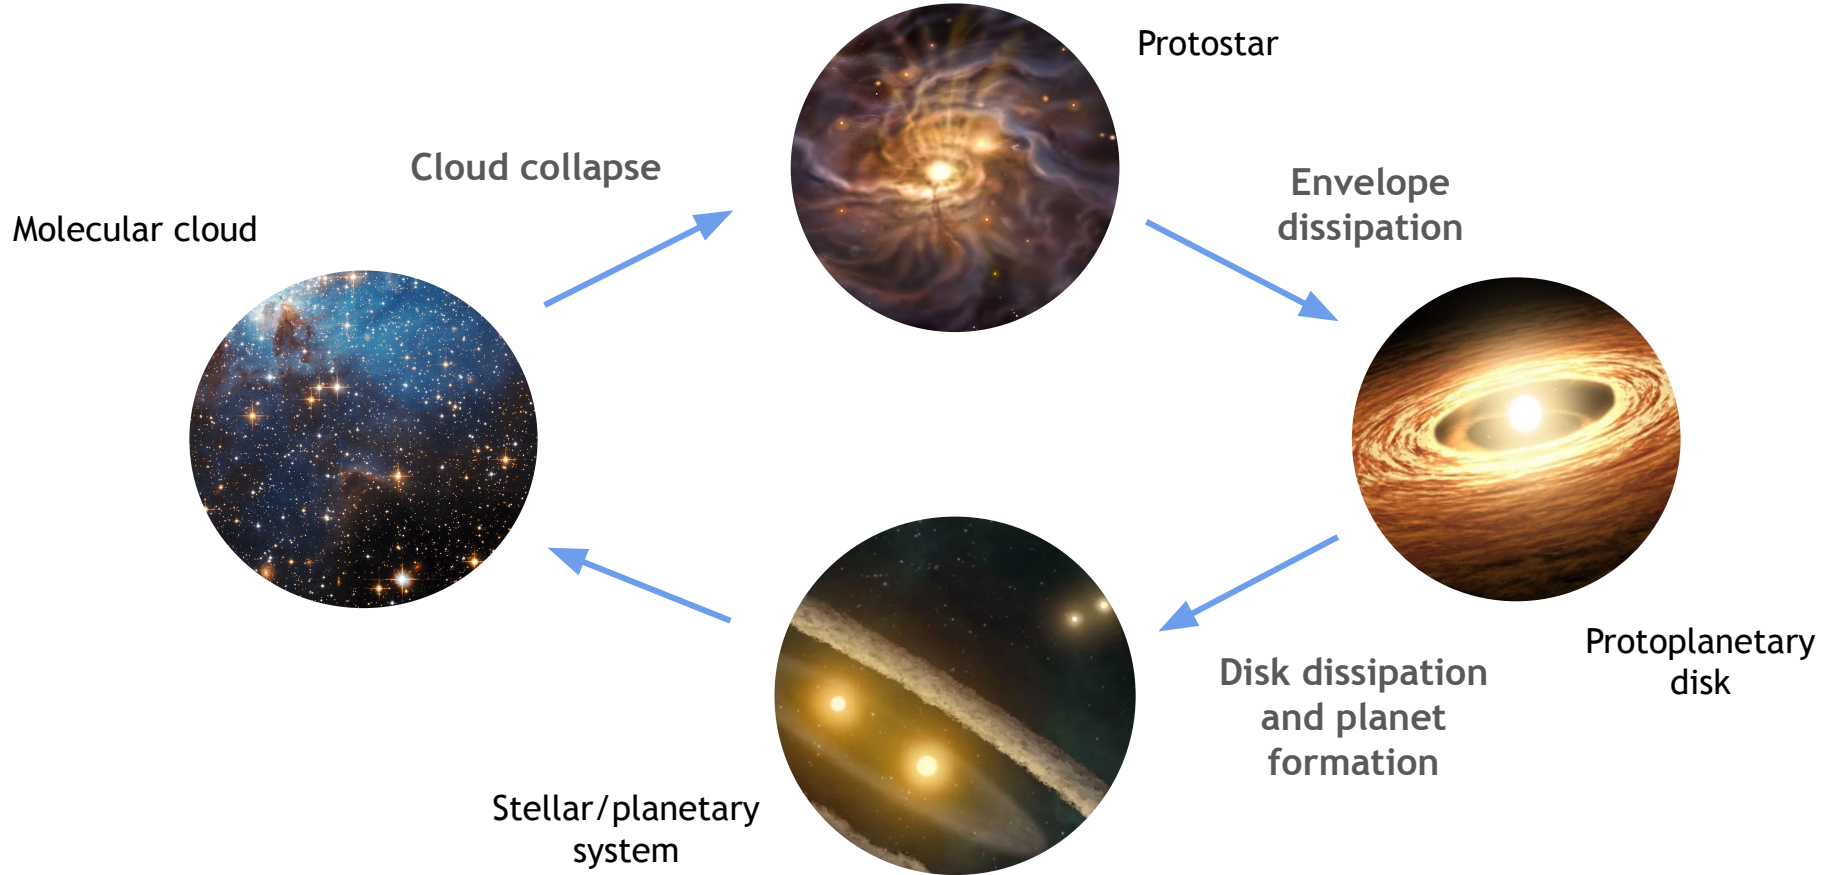 Protostar
Cloud collapse
Envelope
dissipation
Molecular cloud
Protoplanetary
disk
Disk dissipation
and planet
formation
Stellar/planetary
system